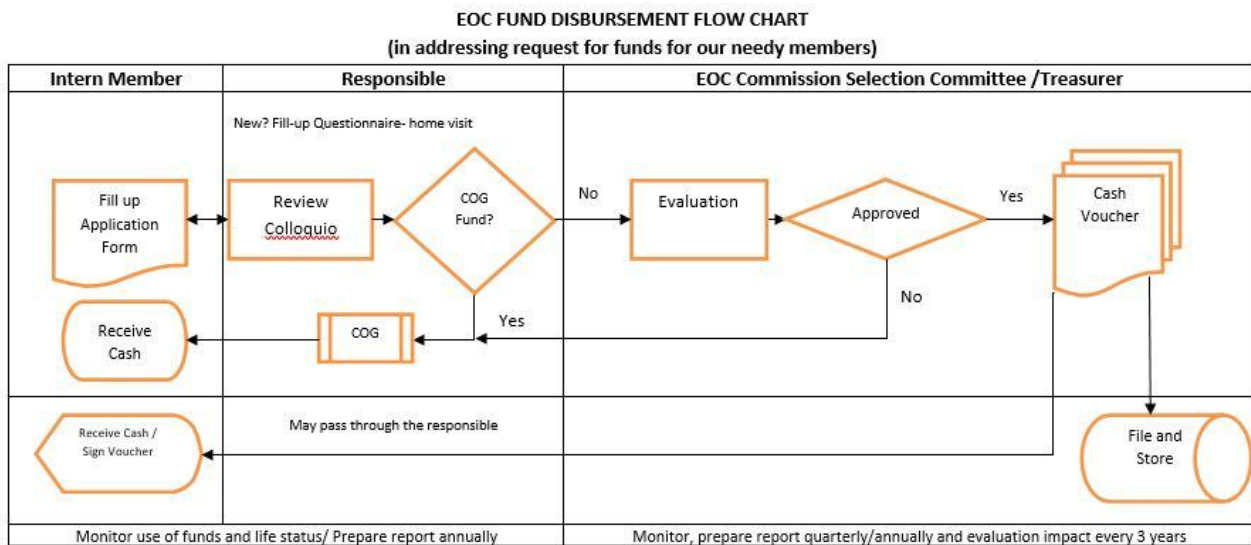 EOC FUND DISBURSEMENT FLOW CHART
(in addressing request for funds for our needy members)
Intern Member
Responsible
EOC Commission Selection Committee /Treasurer
New? Fill-up Questionnaire- home visit
Fill up
Application
Form
Review
Colloquio
COG
Fund?
No
Evaluation
Approved
Yes
Cash
Voucher
No
Receive
Cash
COG
Yes
Receive Cash /
Sign Voucher
May pass through the responsible
File and
Store
Monitor use of funds and life status/ Prepare report annually
Monitor, prepare report quarterly/annually and evaluation impact every 3 years